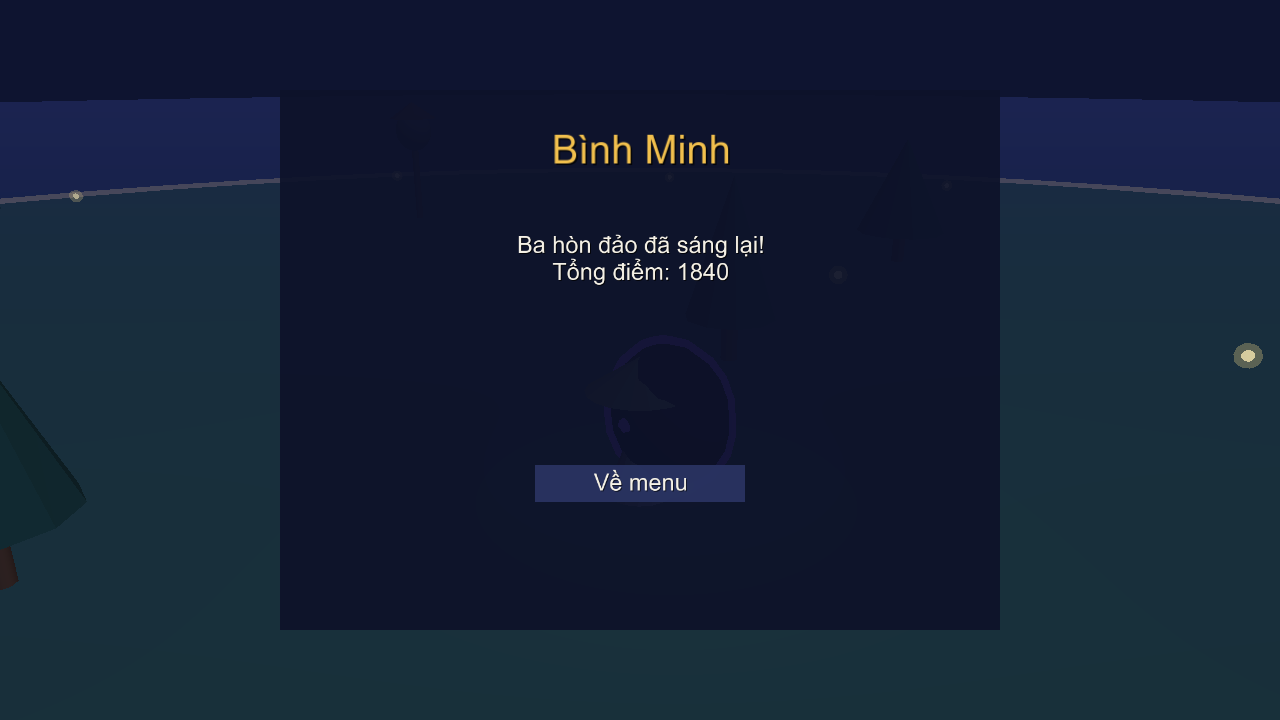 Bình Minh
Ba hòn đảo đã sáng lại!
Tổng điểm: 1840
Về menu